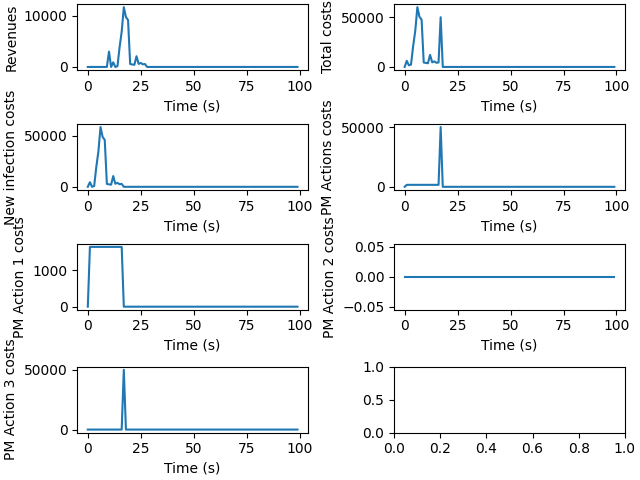 Revenues
10000
0
0 25 50 75 100
Time (s)
Total costs
50000
0
0 25 50 75 100
Time (s)
New infection costs
50000
0
0 25 50 75 100
Time (s)
PM Actions costs
50000
0
0 25 50 75 100
Time (s)
PM Action 1 costs
1000
0
0 25 50 75 100
Time (s)
PM Action 2 costs
0.05
0.00
−0.05
0 25 50 75 100
Time (s)
PM Action 3 costs
50000
0
0 25 50 75 100
Time (s)
1.0
0.5
0.0
0.0 0.2 0.4 0.6 0.8 1.0